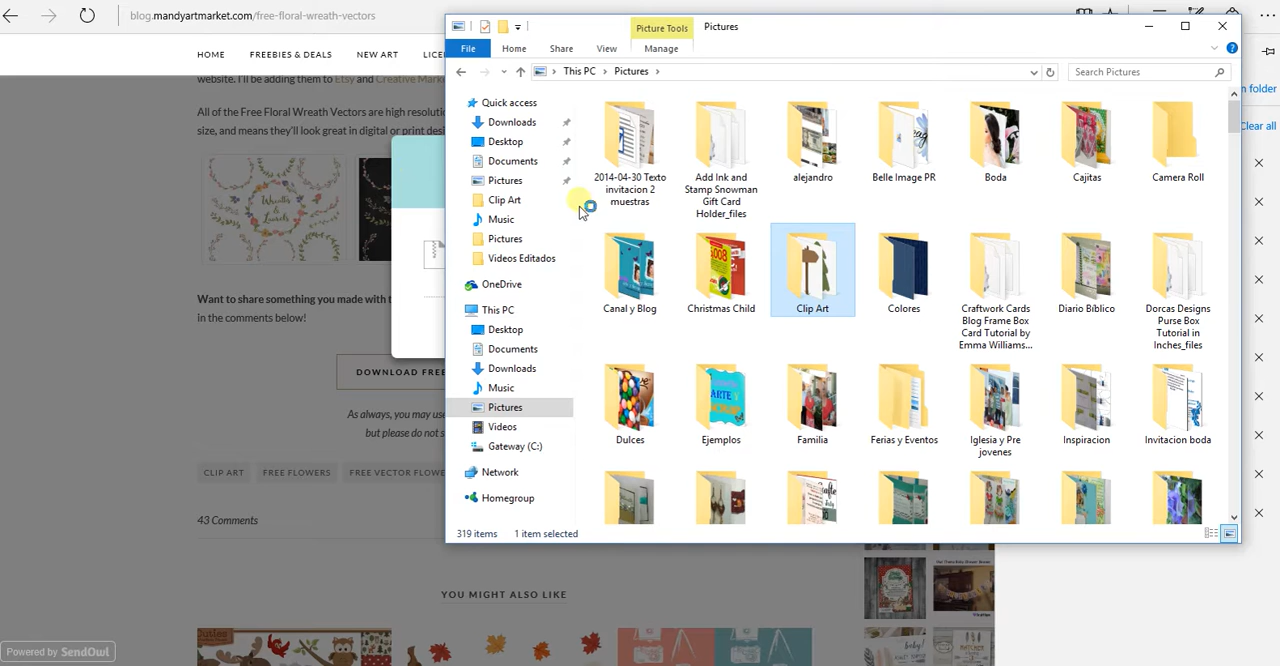 blog.mandyartmarket.com/free-floral-wreath-vectors
HOME FREEBIES & DEALS NEW ART
website. I'll be adding them to Etsy and Creative
All of the Free Floral Wreath Vectors are high
size, and means they'll look great in digital or print
Wreaths & Laurels
Want to share something you made with
in the comments below!
DOWNLOAD
As always, you may use
but please do not
CLIP ART FREE FLOWERS FREE VECTOR
43 Comments
YOU MIGHT ALSO LIKE
Powered by SendOwl
folder
Clear all
Picture Tools Pictures
File Home Share View Manage
This PC Pictures
Search Pictures
Quick access
Downloads
Desktop
Documents
Pictures
Clip Art
Music
Pictures
Videos Editados
OneDrive
This PC
Desktop
Documents
Downloads
Music
Pictures
Videos
Gateway (C:)
Network
Homegroup
2014-04-30 Texto invitacion 2 muestras
Add Ink and Stamp Snowman Gift Card Holder_files
alejandro
Belle Image PR
Boda
Cajitas
Camera Roll
Canal y Blog
Christmas Child
Clip Art
Colores
Craftwork Cards Blog Frame Box Card Tutorial by Emma Williams...
Diario Bíblico
Dorcas Designs Purse Box Tutorial in Inches_files
Dulces
Ejemplos
Familia
Ferias y Eventos
Iglesia y Pre jovenes
Inspiracion
Invitacion boda
319 items 1 item selected